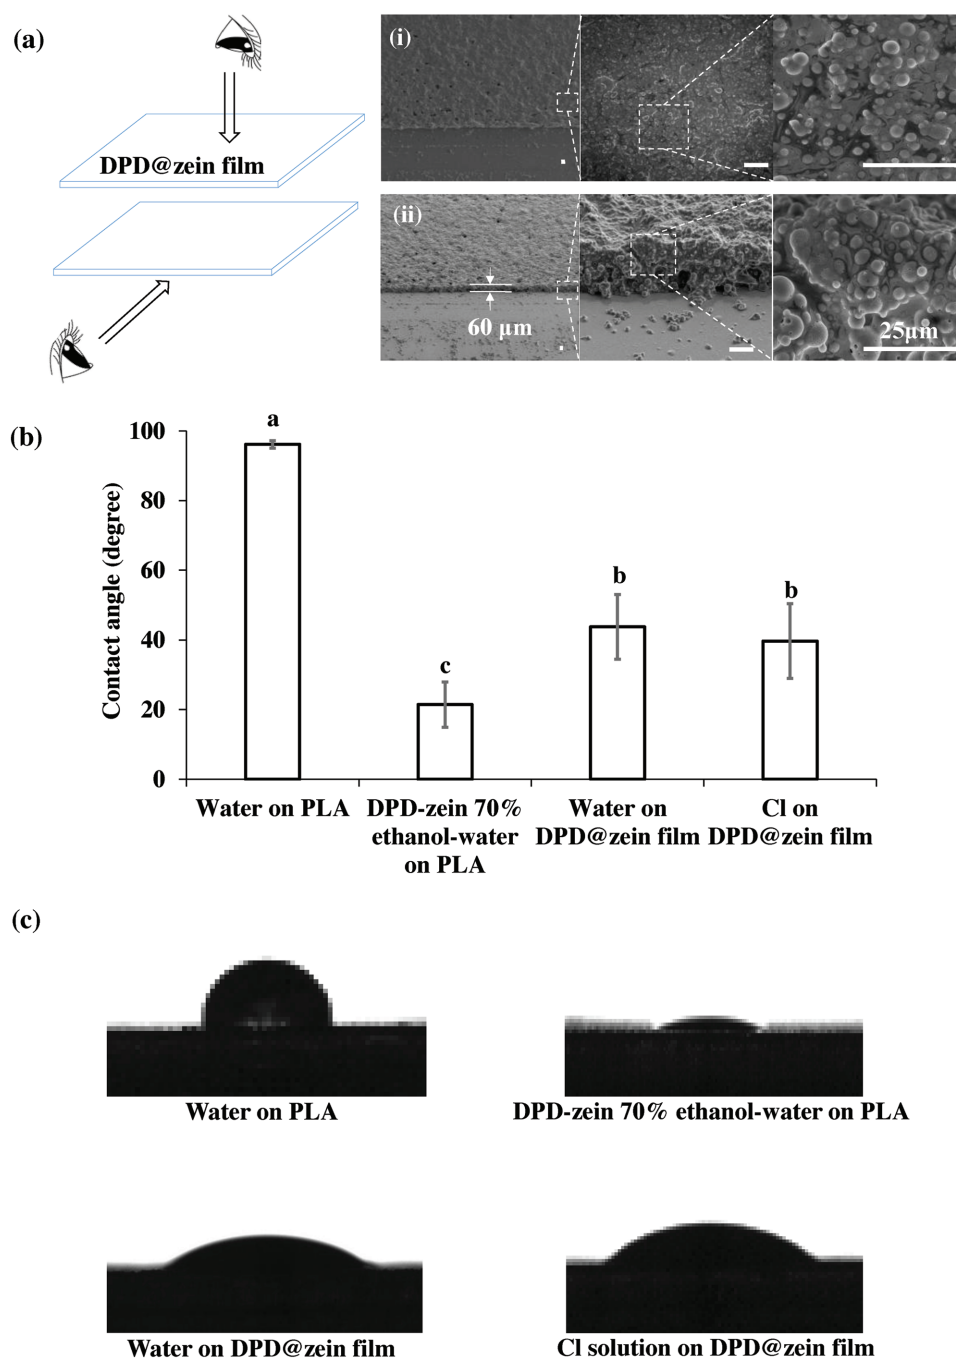 (a)
DPD@zein film
(i)
(ii)
60 µm
25µm
(b)
Contact angle (degree)
100
80
60
40
20
0
a
c
b
b
Water on PLA
DPD-zein 70%
ethanol-water
on PLA
Water on
DPD@zein film
Cl on
DPD@zein film
(c)
Water on PLA
DPD-zein 70% ethanol-water on PLA
Water on DPD@zein film
Cl solution on DPD@zein film